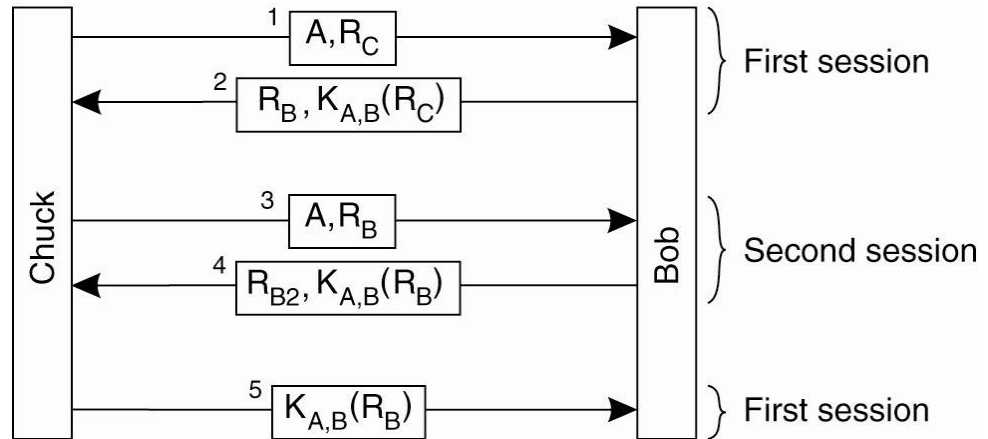 1
A,R_C
First session
2
R_B, K_A,B(R_C)
Chuck
3
A,R_B
Bob
Second session
4
R_B2, K_A,B(R_B)
5
K_A,B(R_B)
First session